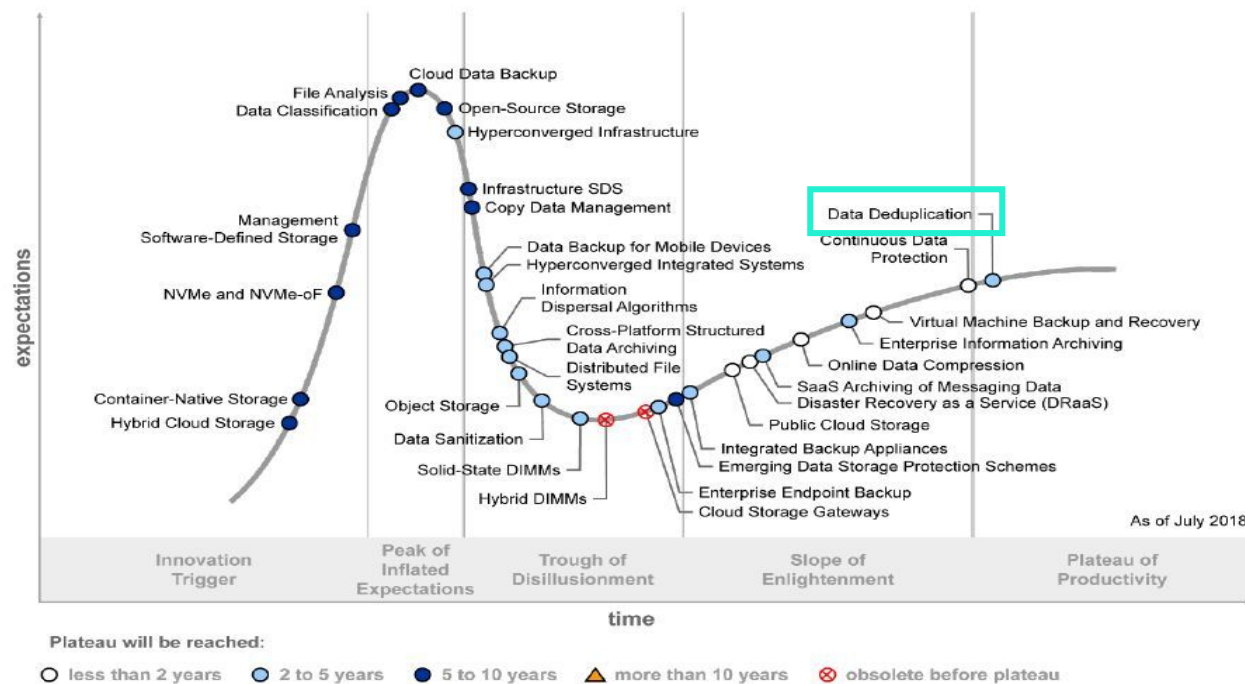 Cloud Data Backup
File Analysis
Data Classification
Open-Source Storage
Hyperconverged Infrastructure
Infrastructure SDS
Copy Data Management
Management
Software-Defined Storage
Data Deduplication
Continuous Data
Protection
Data Backup for Mobile Devices
Hyperconverged Integrated Systems
NVMe and NVMe-oF
Information
Dispersal Algorithms
Cross-Platform Structured
Data Archiving
Distributed File
Systems
Virtual Machine Backup and Recovery
Enterprise Information Archiving
Online Data Compression
SaaS Archiving of Messaging Data
Disaster Recovery as a Service (DRaaS)
Container-Native Storage
Hybrid Cloud Storage
Object Storage
Data Sanitization
Solid-State DIMMs
Hybrid DIMMs
Public Cloud Storage
Integrated Backup Appliances
Emerging Data Storage Protection Schemes
Enterprise Endpoint Backup
Cloud Storage Gateways
As of July 2018
expectations
Innovation
Trigger
Peak of
Inflated
Expectations
Trough of
Disillusionment
Slope of
Enlightenment
Plateau of
Productivity
time
Plateau will be reached:
less than 2 years
2 to 5 years
5 to 10 years
more than 10 years
obsolete before plateau